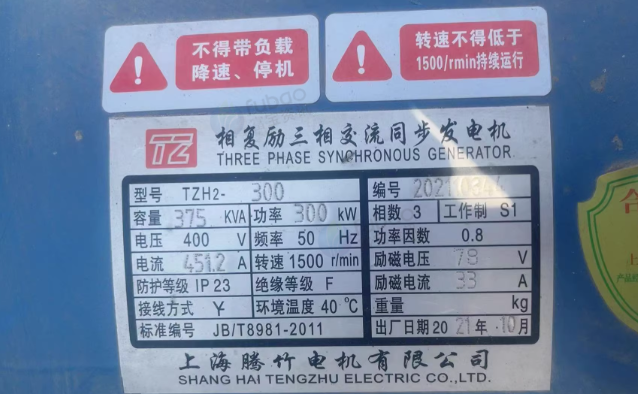 不得带负载
降速、停机
转速不得低于
1500/rmin持续运行
TZ
相复励三相交流同步发电机
THREE PHASE SYNCHRONOUS GENERATOR
型号 TZH2- 300
编号
容量 375 KVA 功率 300 kW
相数 3 工作制 S1
电压 400 V 频率 50 Hz
功率因数 0.8
电流 451.2 A 转速 1500 r/min
励磁电压 78 V
防护等级 IP 23 绝缘等级 F
励磁电流 33 A
接线方式 Y 环境温度 40 ℃
重量 kg
标准编号 JB/T8981-2011
出厂日期 20 21 年 10 月
上海腾竹电机有限公司
SHANG HAI TENGZHU ELECTRIC CO.,LTD.